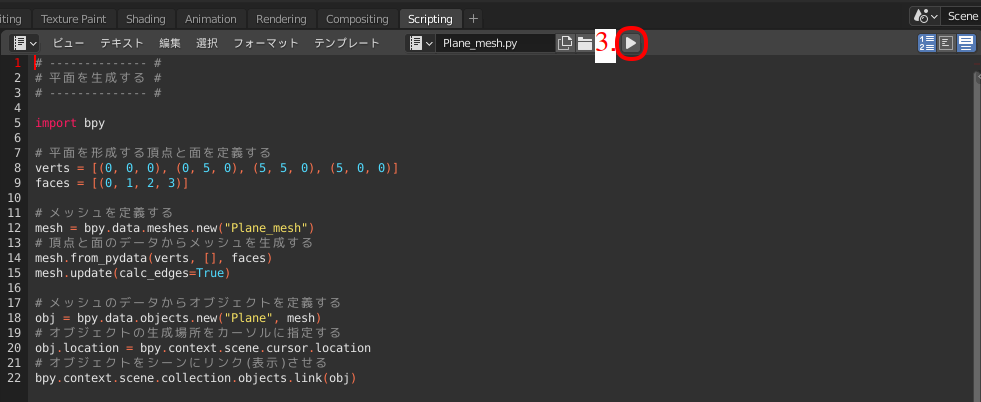 iting Texture Paint Shading Animation Rendering Compositing Scripting + Scene
ビュー テキスト 編集 選択 フォーマット テンプレート Plane_mesh.py 3.
1 # -------------- #
2 # 平面を生成する #
3 # -------------- #
4
5 import bpy
6
7 # 平面を形成する頂点と面を定義する
8 verts = [(0, 0, 0), (0, 5, 0), (5, 5, 0), (5, 0, 0)]
9 faces = [(0, 1, 2, 3)]
10
11 # メッシュを定義する
12 mesh = bpy.data.meshes.new("Plane_mesh")
13 # 頂点と面のデータからメッシュを生成する
14 mesh.from_pydata(verts, [], faces)
15 mesh.update(calc_edges=True)
16
17 # メッシュのデータからオブジェクトを定義する
18 obj = bpy.data.objects.new("Plane", mesh)
19 # オブジェクトの生成場所をカーソルに指定する
20 obj.location = bpy.context.scene.cursor.location
21 # オブジェクトをシーンにリンク(表示)させる
22 bpy.context.scene.collection.objects.link(obj)